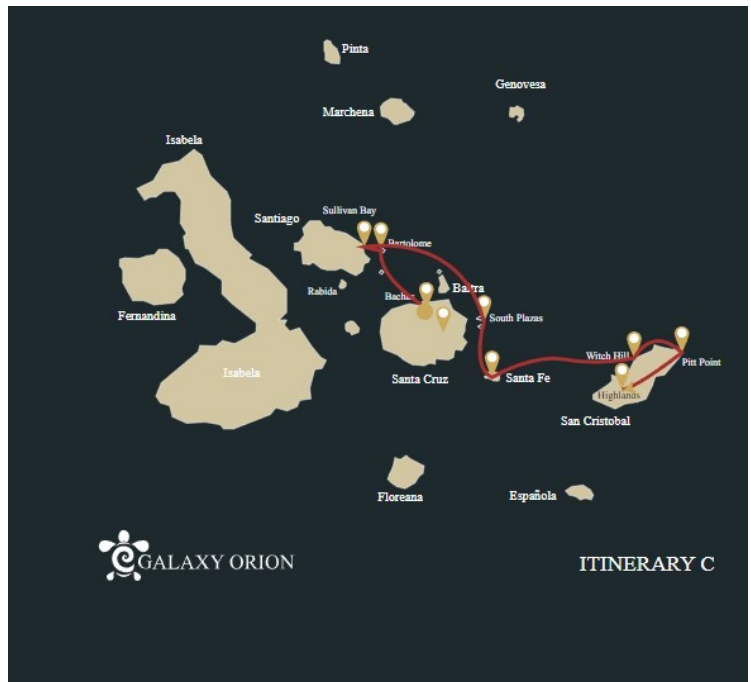 Pinta
Genovesa
Marchena
Isabela
Sullivan Bay
Santiago
Bartolome
Rabida
Baltra
Bachas
Fernandina
South Plazas
Witch Hill
Pitt Point
Isabela
Santa Cruz
Santa Fe
Highlands
San Cristobal
Floreana
Española
GALAXY ORION
ITINERARY C